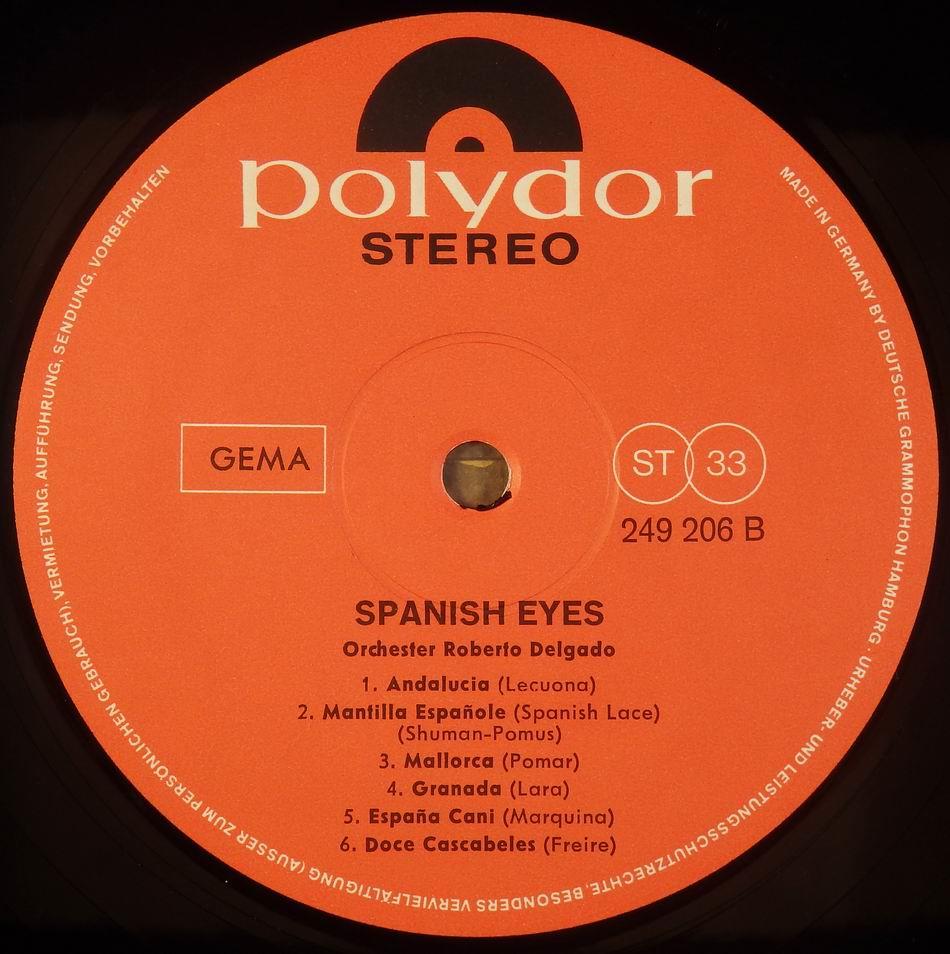 polydor
STEREO
GEMA
ST 33
249 206 B
SPANISH EYES
Orchester Roberto Delgado
1. Andalucia (Lecuona)
2. Mantilla Españole (Spanish Lace)
(Shuman-Pomus)
3. Mallorca (Pomar)
4. Granada (Lara)
5. España Cani (Marquina)
6. Doce Cascabeles (Freire)
MADE IN GERMANY BY DEUTSCHE GRAMMOPHON HAMBURG · URHEBER- UND LEISTUNGSSCHUTZRECHTE, BESONDERS VERVIELFÄLTIGUNG (AUSSER ZUM PERSÖNLICHEN GEBRAUCH), VERMIETUNG, AUFFÜHRUNG, SENDUNG, VORBEHALTEN